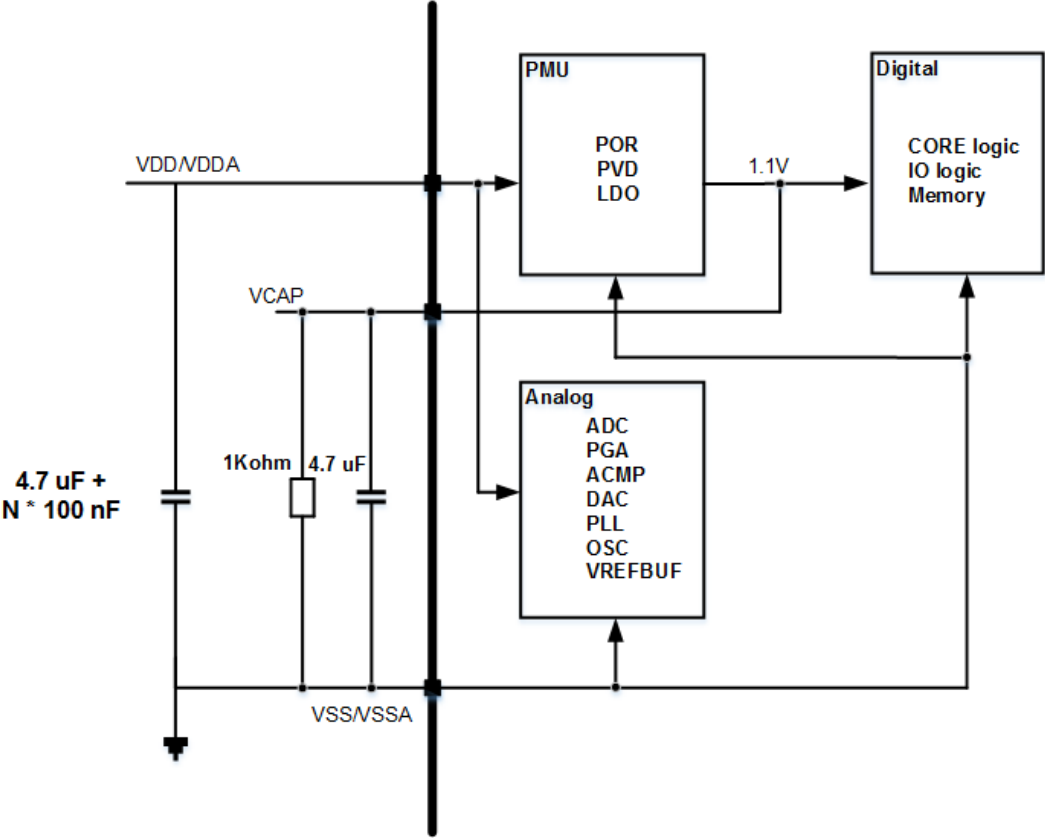 PMU
POR
PVD
LDO
Digital
CORE logic
IO logic
Memory
VDD/VDDA
1.1V
VCAP
Analog
ADC
PGA
ACMP
DAC
PLL
OSC
VREFBUF
1Kohm
4.7 uF
4.7 uF +
N * 100 nF
VSS/VSSA